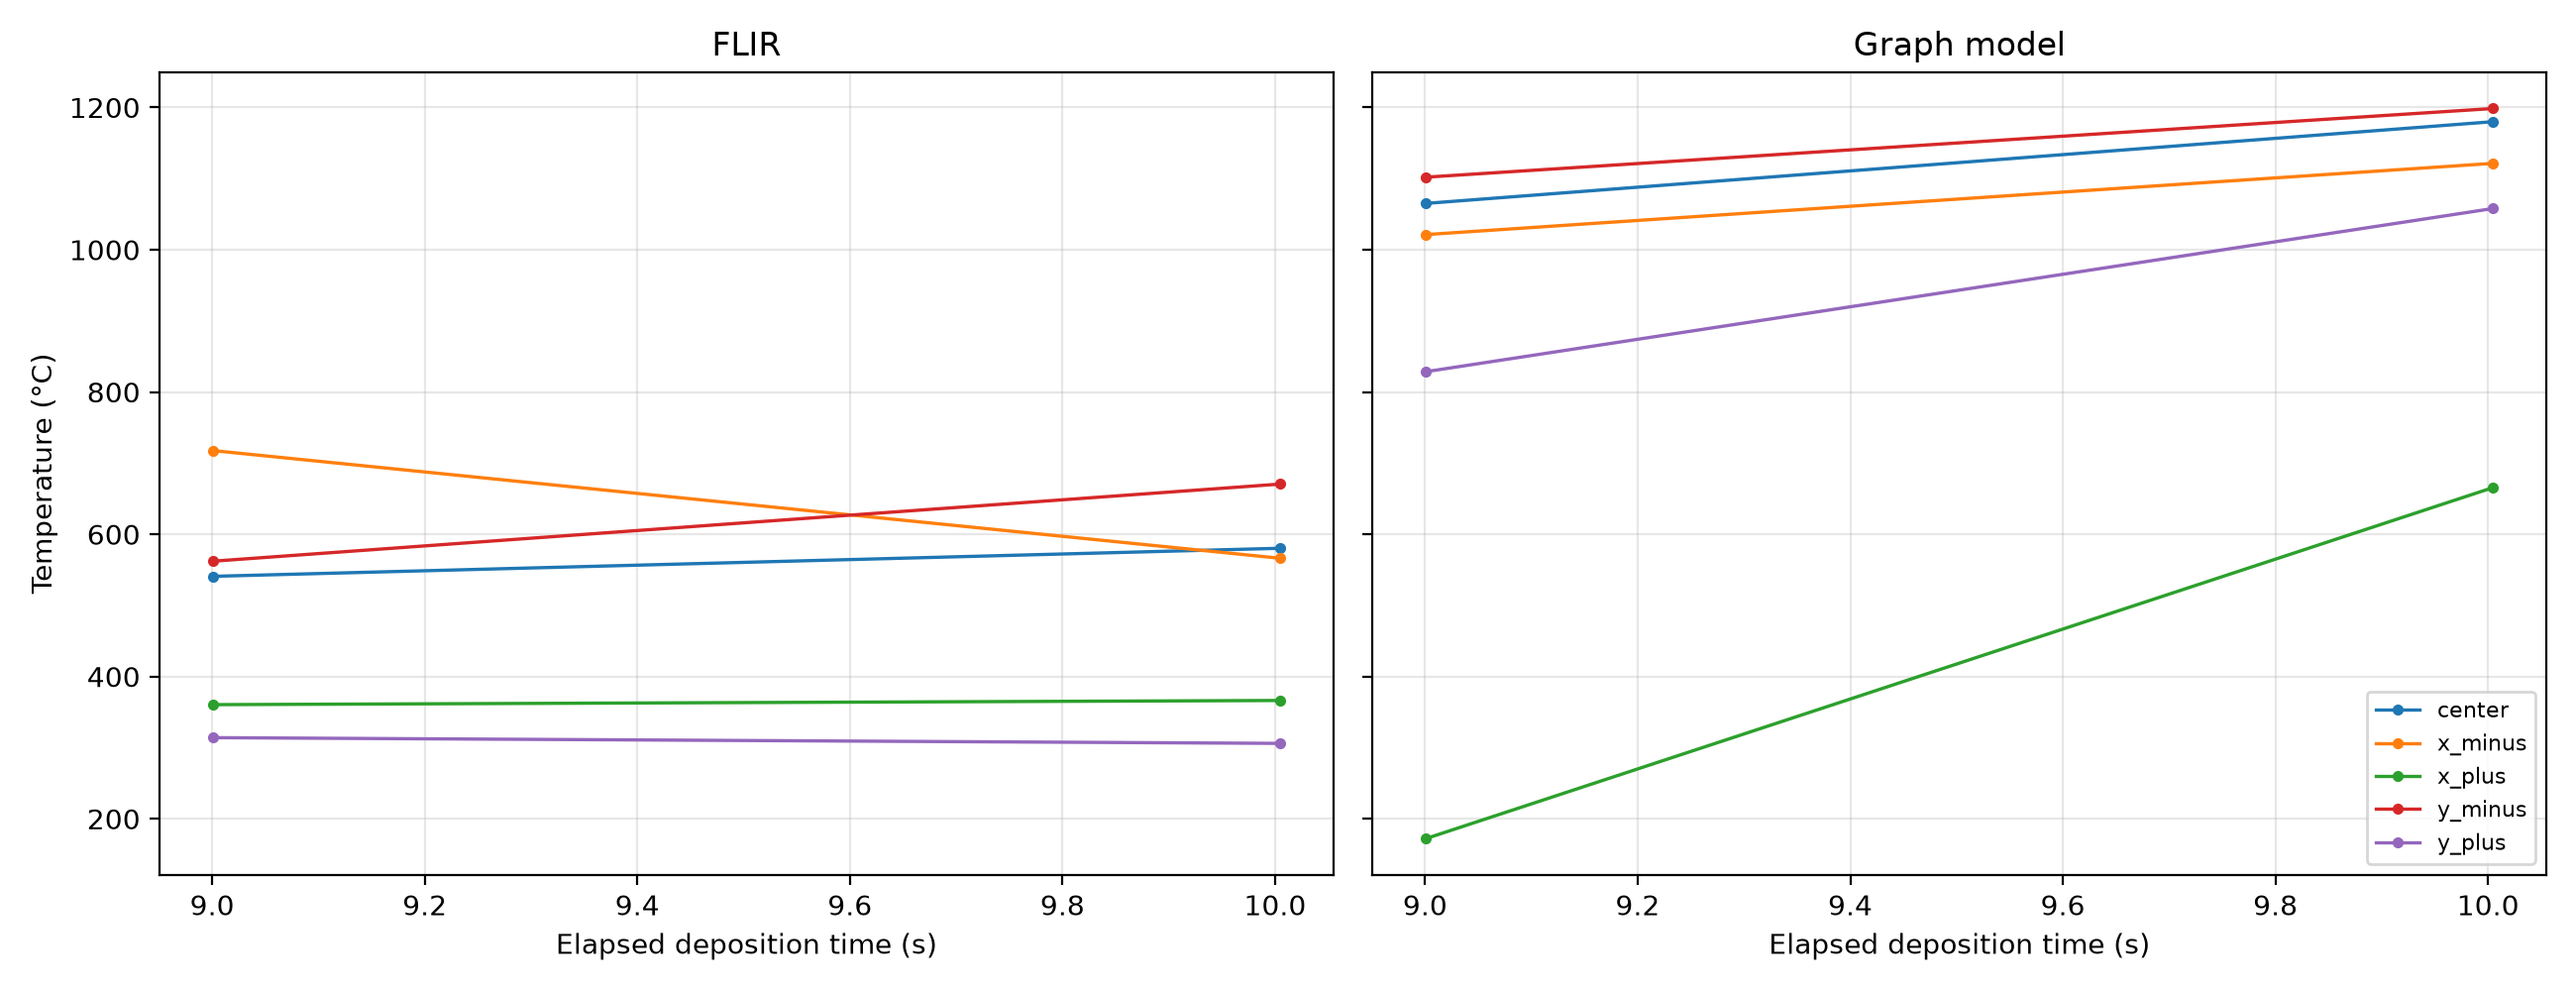 FLIR
Graph model
Temperature (°C)
1200
1000
800
600
400
200
9.0 9.2 9.4 9.6 9.8 10.0
9.0 9.2 9.4 9.6 9.8 10.0
Elapsed deposition time (s)
Elapsed deposition time (s)
center
x_minus
x_plus
y_minus
y_plus